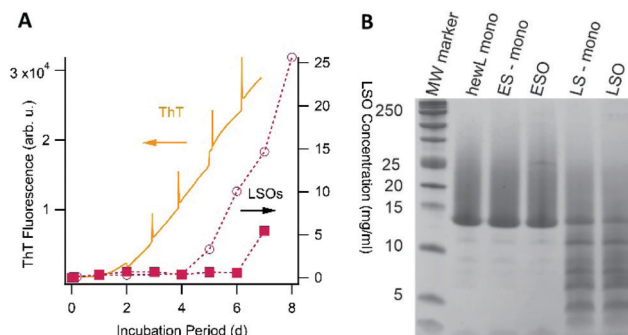 A
3x10⁴
2
1
ThT Fluorescence (arb. u.)
ThT
LSOs
25
20
15
10
5
0
LSO Concentration (mg/ml)
0
2
4
6
8
Incubation Period (d)
B
MW marker
hewL mono
ES - mono
ESO
LS - mono
LSO
250
25
20
15
10
5